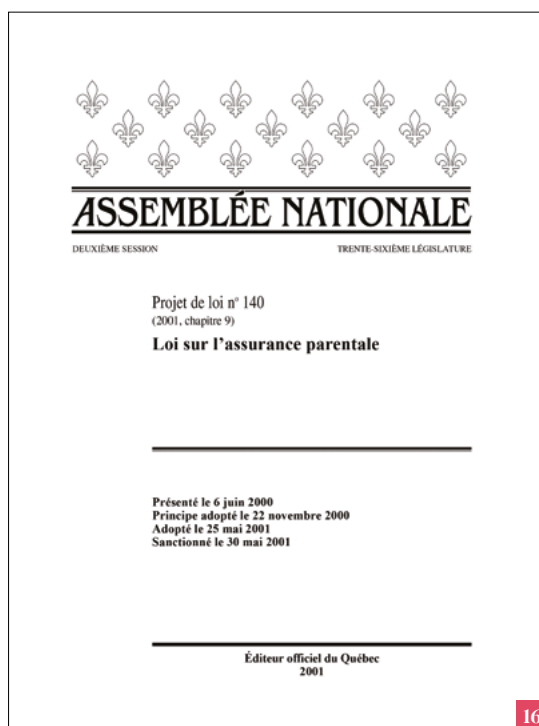 ASSEMBLÉE NATIONALE
DEUXIÈME SESSION TRENTE-SIXIÈME LÉGISLATURE
Projet de loi nº 140
(2001, chapitre 9)
Loi sur l'assurance parentale
Présenté le 6 juin 2000
Principe adopté le 22 novembre 2000
Adopté le 25 mai 2001
Sanctionné le 30 mai 2001
Éditeur officiel du Québec
2001
16